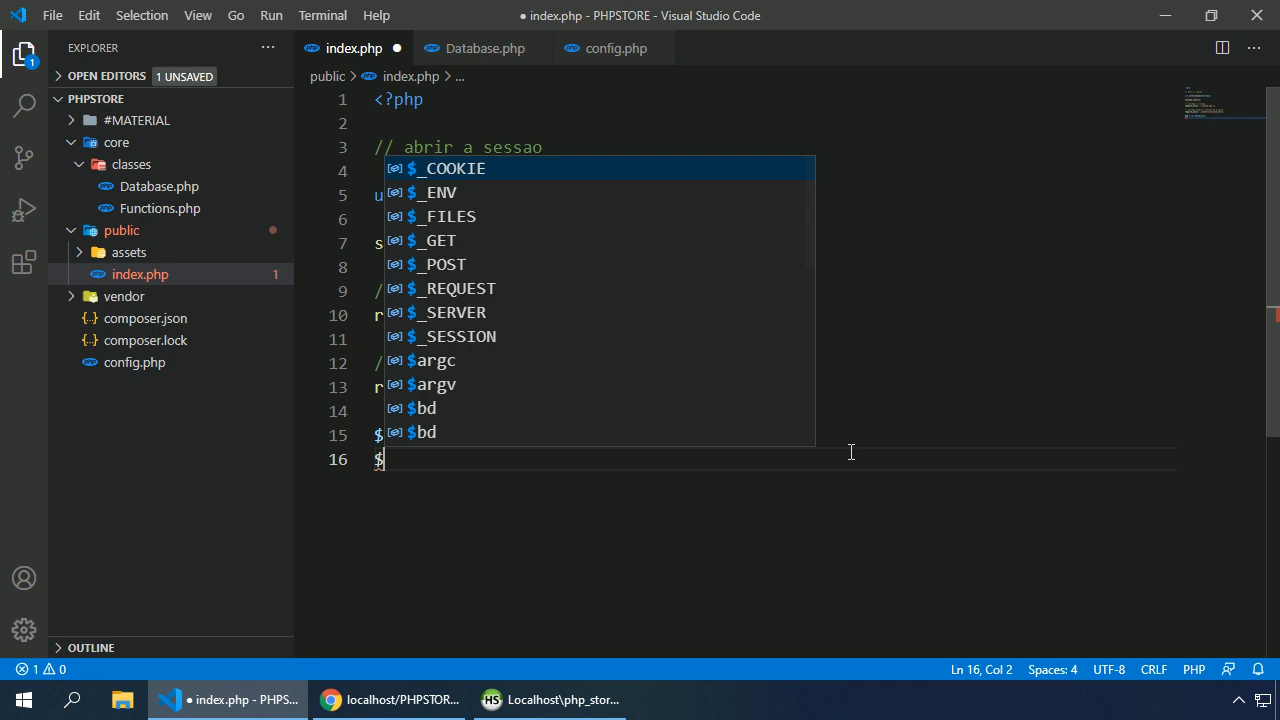 File Edit Selection View Go Run Terminal Help
● index.php - PHPSTORE - Visual Studio Code
EXPLORER
OPEN EDITORS 1 UNSAVED
PHPSTORE
#MATERIAL
core
classes
Database.php
Functions.php
public
assets
index.php 1
vendor
composer.json
composer.lock
config.php
OUTLINE
index.php Database.php config.php
public > index.php > ...
1 <?php
2
3 // abrir a sessao
4 $_COOKIE
5 u $_ENV
6 $_FILES
7 s $_GET
8 $_POST
9 / $_REQUEST
10 r $_SERVER
11 $_SESSION
12 / $argc
13 r $argv
14 $bd
15 $ $bd
16 $
1 0
Ln 16, Col 2 Spaces: 4 UTF-8 CRLF PHP
● index.php - PHPS...
localhost/PHPSTOR...
HS Localhost\php_stor...